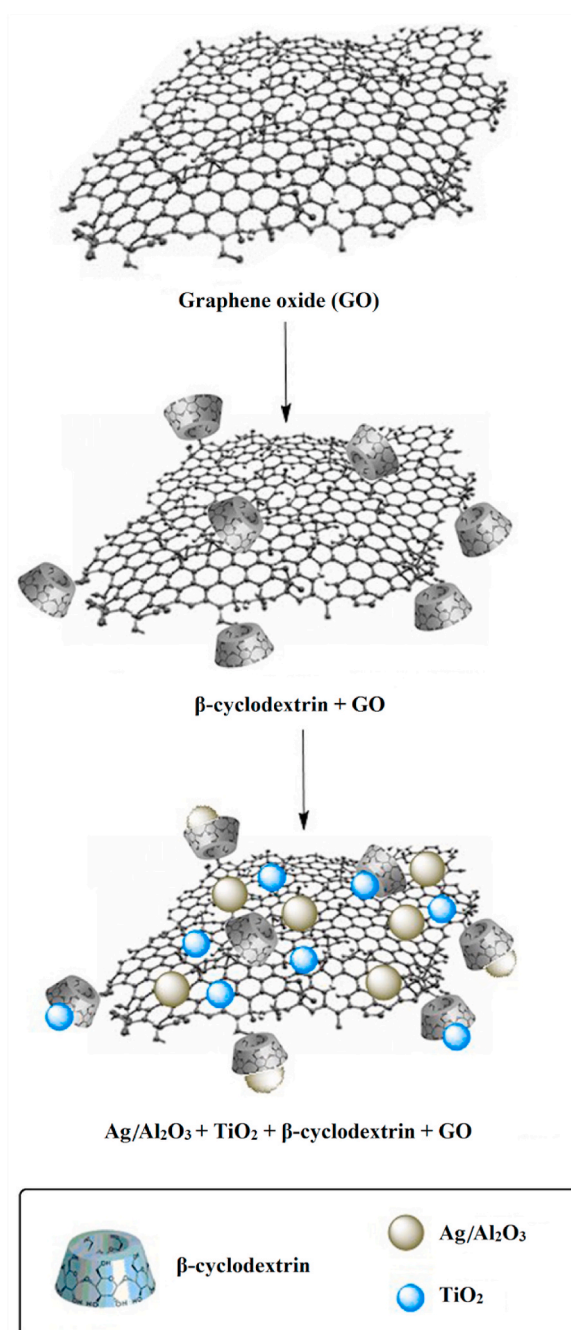 Graphene oxide (GO)
β-cyclodextrin + GO
Ag/Al₂O₃ + TiO₂ + β-cyclodextrin + GO
β-cyclodextrin
Ag/Al₂O₃
TiO₂